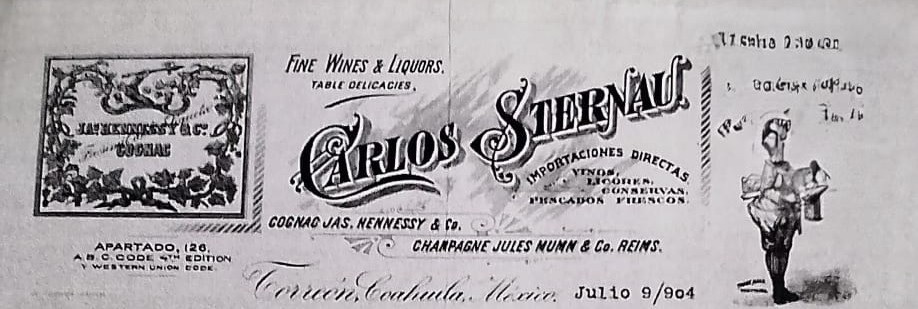 JAS. HENNESSY & Co.
COGNAC
APARTADO, 126.
A.B.C. CODE 4TH EDITION
Y WESTERN UNION CODE.
FINE WINES & LIQUORS.
TABLE DELICACIES.
CARLOS STERNAU.
IMPORTACIONES DIRECTAS
VINOS,
LICORES,
CONSERVAS,
PESCADOS FRESCOS.
COGNAC JAS. HENNESSY & Co.
CHAMPAGNE JULES MUMM & Co. REIMS.
Torreón, Coahuila, México, Julio 9/904